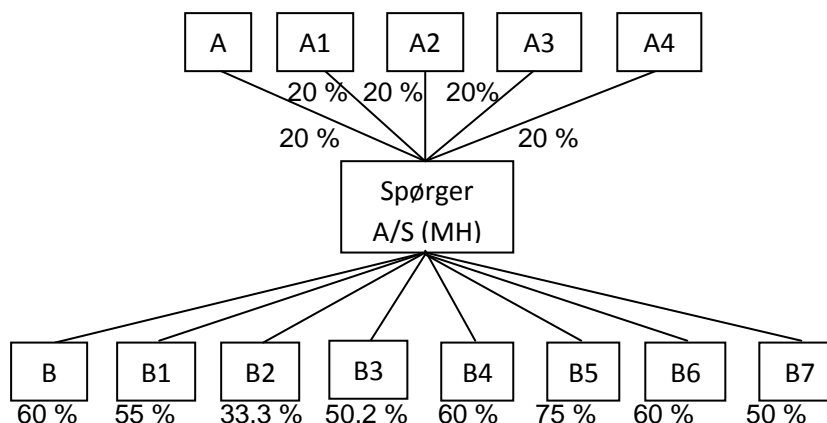 A A1 A2 A3 A4
20 % 20 % 20%
20 % 20 %
Spørger
A/S (MH)
B B1 B2 B3 B4 B5 B6 B7
60 % 55 % 33.3 % 50.2 % 60 % 75 % 60 % 50 %